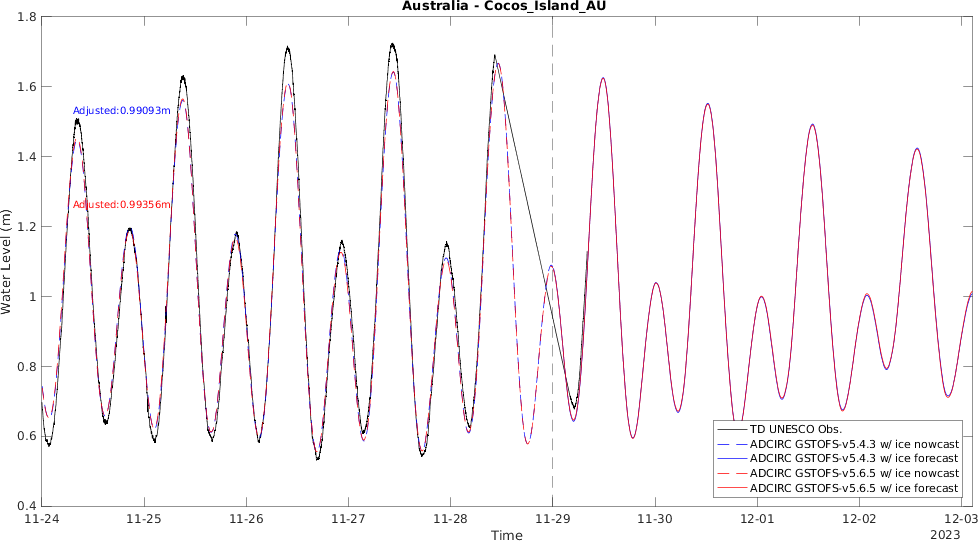 Australia - Cocos_Island_AU
1.8
1.6
1.4
1.2
1
0.8
0.6
0.4
Water Level (m)
Adjusted:0.99093m
Adjusted:0.99356m
TD UNESCO Obs.
ADCIRC GSTOFS-v5.4.3 w/ ice nowcast
ADCIRC GSTOFS-v5.4.3 w/ ice forecast
ADCIRC GSTOFS-v5.6.5 w/ ice nowcast
ADCIRC GSTOFS-v5.6.5 w/ ice forecast
11-24 11-25 11-26 11-27 11-28 11-29 11-30 12-01 12-02 12-03
Time
2023